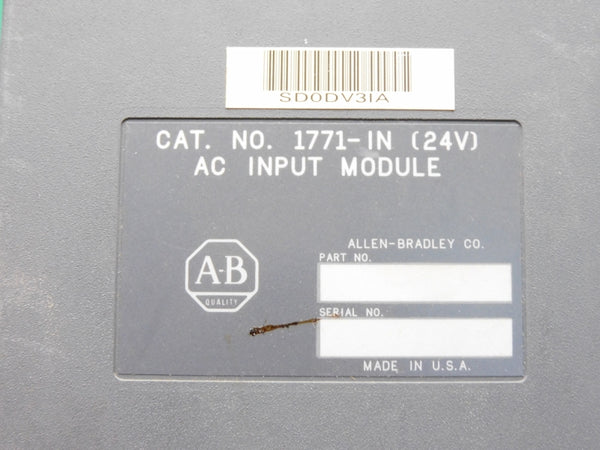 SD0DV31A
CAT. NO. 1771-IN (24V)
AC INPUT MODULE
ALLEN-BRADLEY CO.
PART NO.
A-B
QUALITY
SERIAL NO.
MADE IN U.S.A.